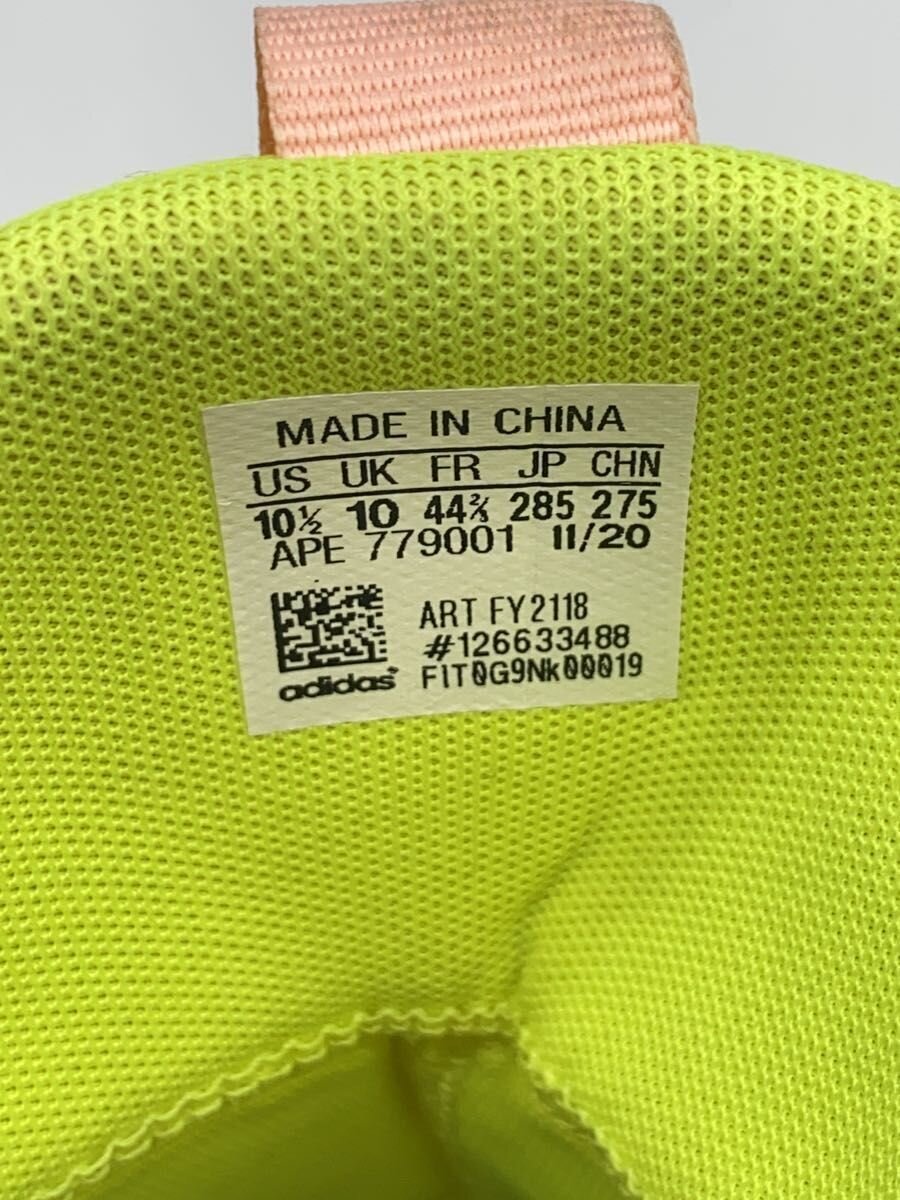 MADE IN CHINA
US UK FR JP CHN
10½ 10 44⅔ 285 275
APE 779001 11/20
ART FY2118
#126633488
adidas FIT0G9Nk00019